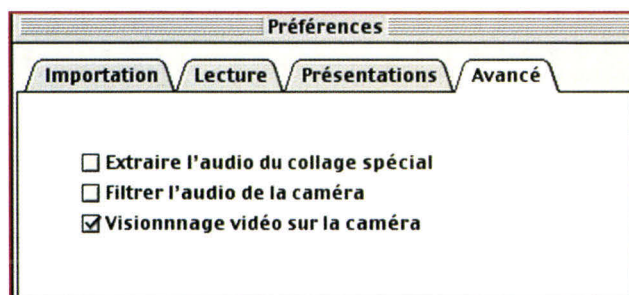 Préférences
Importation Lecture Présentations Avancé
Extraire l'audio du collage spécial
Filtrer l'audio de la caméra
Visionnnage vidéo sur la caméra